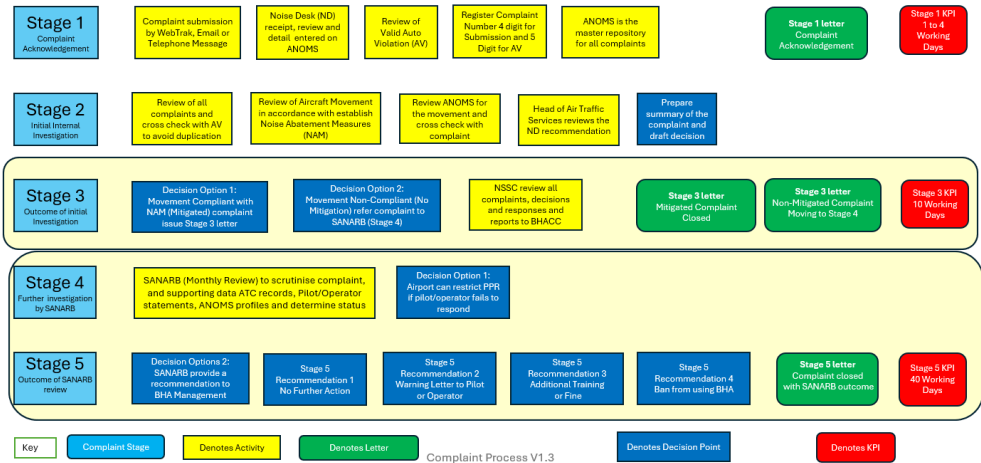 Stage 1
Complaint
Acknowledgement
Complaint submission
by WebTrak, Email or
Telephone Message
Noise Desk (ND)
receipt, review and
detail entered on
ANOMS
Review of
Valid Auto
Violation (AV)
Register Complaint
Number 4 digit for
Submission and 5
Digit for AV
ANOMS is the
master repository
for all complaints
Stage 1 letter
Complaint
Acknowledgement
Stage 1 KPI
1 to 4
Working
Days
Stage 2
Initial Internal
Investigation
Review of all
complaints and
cross check with AV
to avoid duplication
Review of Aircraft Movement
in accordance with establish
Noise Abatement Measures
(NAM)
Review ANOMS for
the movement and
cross check with
complaint
Head of Air Traffic
Services reviews the
ND recommendation
Prepare
summary of the
complaint and
draft decision
Stage 3
Outcome of initial
Investigation
Decision Option 1:
Movement Compliant with
NAM (Mitigated) complaint
issue Stage 3 letter
Decision Option 2:
Movement Non-Compliant (No
Mitigation) refer complaint to
SANARB (Stage 4)
NSSC review all
complaints, decisions
and responses and
reports to BHACC
Stage 3 letter
Mitigated Complaint
Closed
Stage 3 letter
Non-Mitigated Complaint
Moving to Stage 4
Stage 3 KPI
10 Working
Days
Stage 4
Further investigation
by SANARB
SANARB (Monthly Review) to scrutinise complaint,
and supporting data ATC records, Pilot/Operator
statements, ANOMS profiles and determine status
Decision Option 1:
Airport can restrict PPR
if pilot/operator fails to
respond
Stage 5
Outcome of SANARB
review
Decision Options 2:
SANARB provide a
recommendation to
BHA Management
Stage 5
Recommendation 1
No Further Action
Stage 5
Recommendation 2
Warning Letter to Pilot
or Operator
Stage 5
Recommendation 3
Additional Training
or Fine
Stage 5
Recommendation 4
Ban from using BHA
Stage 5 letter
Complaint closed
with SANARB outcome
Stage 5 KPI
40 Working
Days
Key
Complaint Stage
Denotes Activity
Denotes Letter
Complaint Process V1.3
Denotes Decision Point
Denotes KPI